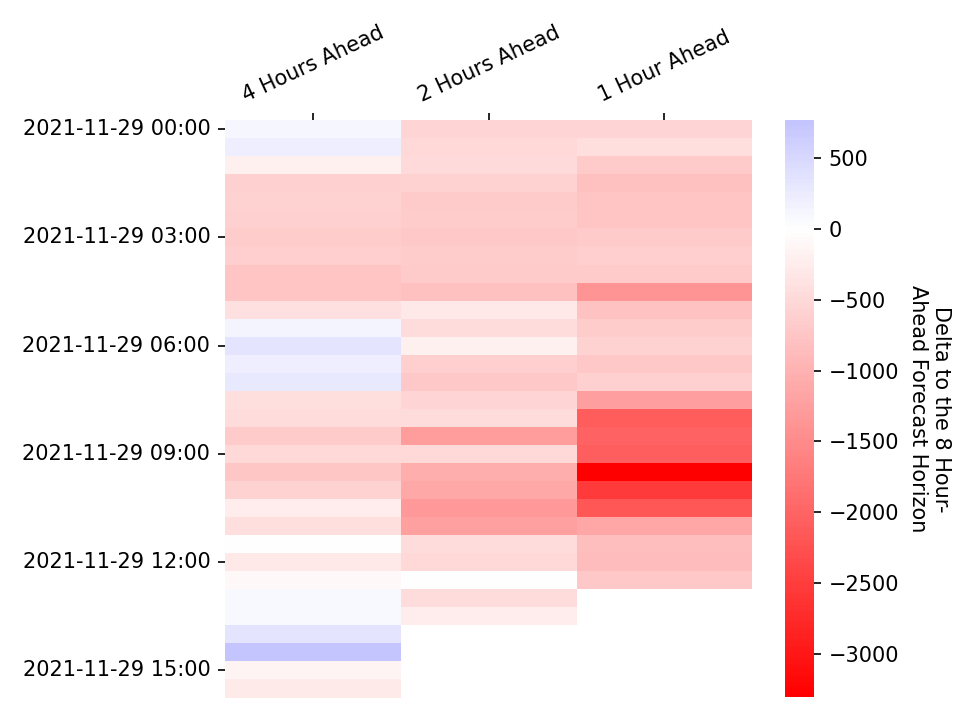 4 Hours Ahead
2 Hours Ahead
1 Hour Ahead
2021-11-29 00:00
2021-11-29 03:00
2021-11-29 06:00
2021-11-29 09:00
2021-11-29 12:00
2021-11-29 15:00
500
0
−500
−1000
−1500
−2000
−2500
−3000
Delta to the 8 Hour-
Ahead Forecast Horizon